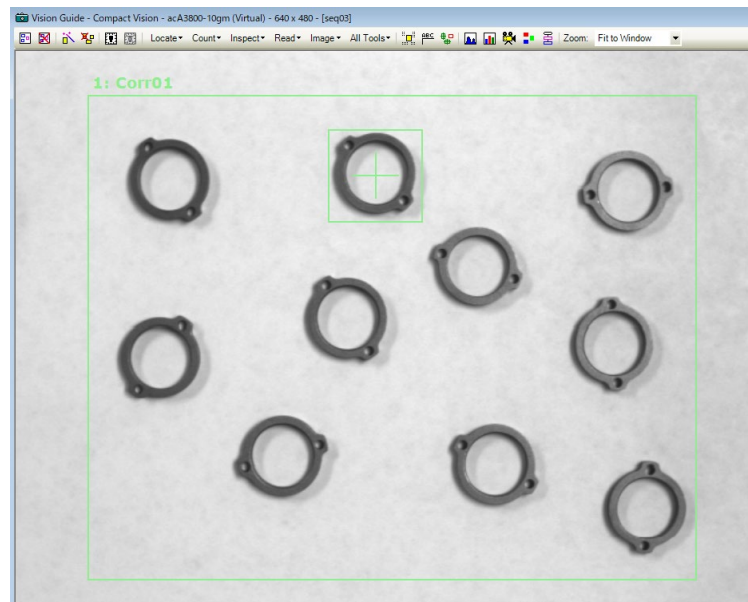 Vision Guide - Compact Vision - acA3800-10gm (Virtual) - 640 x 480 - [seq03]
Locate Count Inspect Read Image All Tools ABC Zoom: Fit to Window
1: Corr01